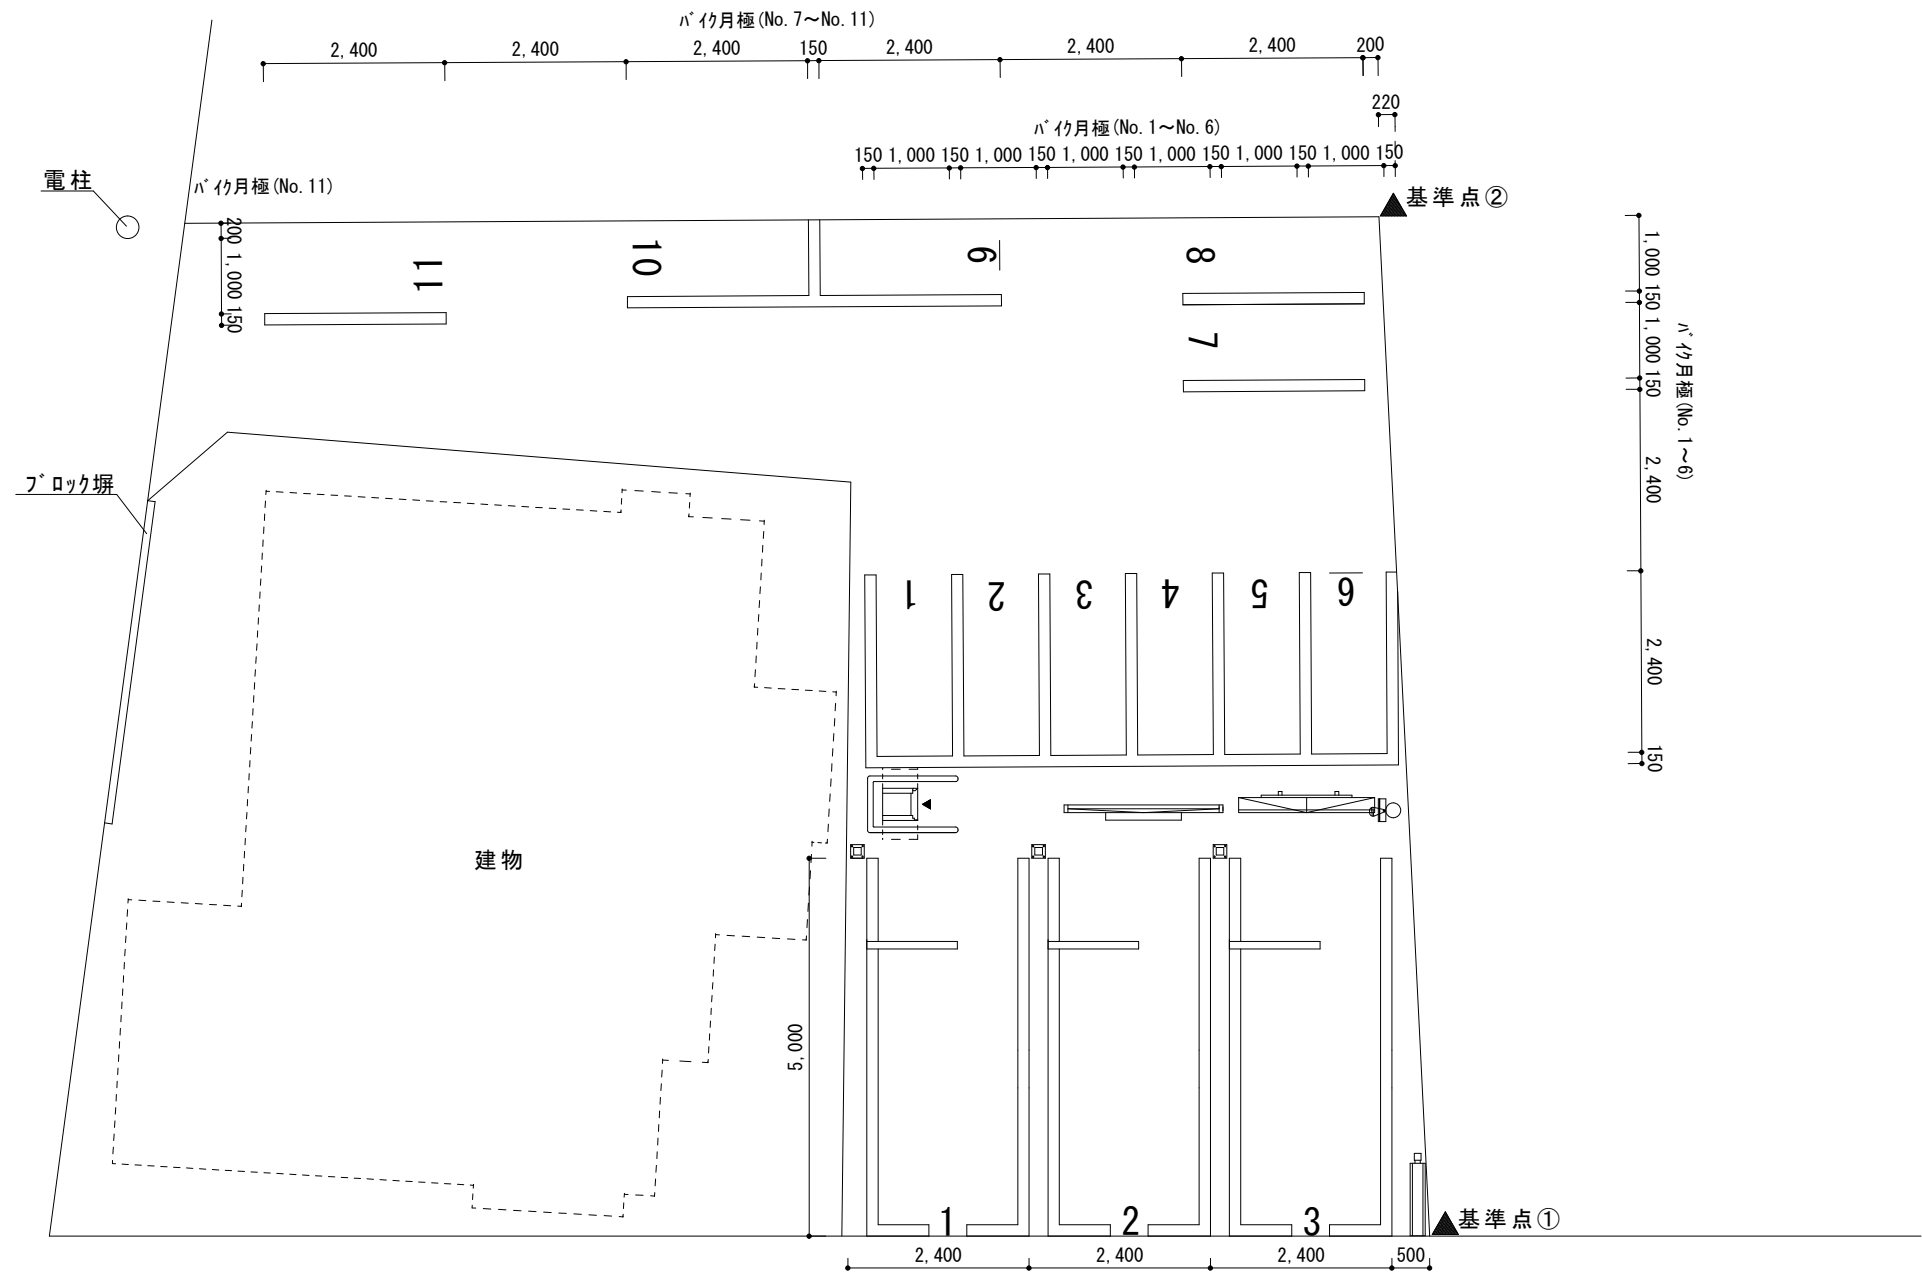 バイク月極(No.7～No.11)
2,400 2,400 2,400 150 2,400 2,400 2,400 200
220
バイク月極(No.1～No.6)
150 1,000 150 1,000 150 1,000 150 1,000 150 1,000 150 1,000 150
電柱
バイク月極(No.11)
基準点②
200 1,000 150
11
10
9
8
7
1,000 150 1,000 150 2,400 2,400 150
バイク月極(No.1～6)
ブロック塀
1 2 3 4 5 6
建物
5,000
1 2 3
基準点①
2,400 2,400 2,400 500